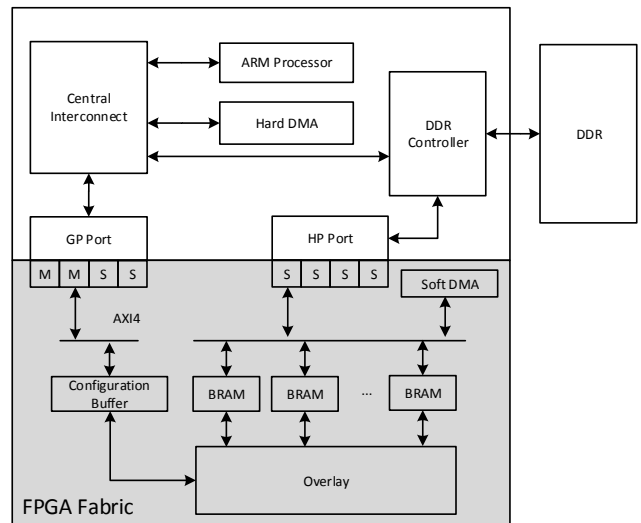 ARM Processor
Central
Interconnect
Hard DMA
DDR
Controller
DDR
GP Port
HP Port
M M S S
S S S S
Soft DMA
AXI4
Configuration
Buffer
BRAM
BRAM
...
BRAM
Overlay
FPGA Fabric